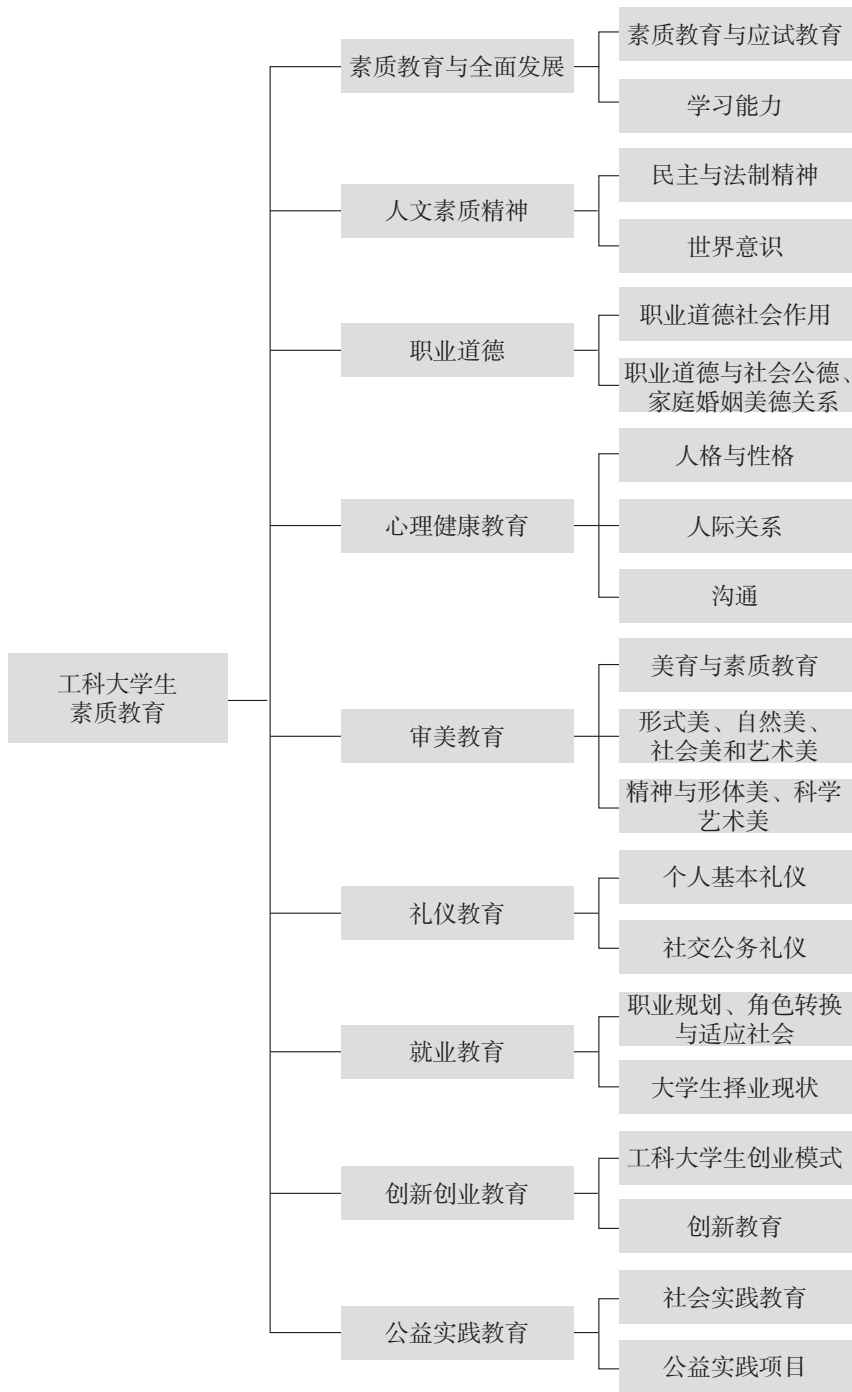 工科大学生
素质教育
素质教育与全面发展
素质教育与应试教育
学习能力
人文素质精神
民主与法制精神
世界意识
职业道德
职业道德社会作用
职业道德与社会公德、
家庭婚姻美德关系
心理健康教育
人格与性格
人际关系
沟通
审美教育
美育与素质教育
形式美、自然美、
社会美和艺术美
精神与形体美、科学
艺术美
礼仪教育
个人基本礼仪
社交公务礼仪
就业教育
职业规划、角色转换
与适应社会
大学生择业现状
创新创业教育
工科大学生创业模式
创新教育
公益实践教育
社会实践教育
公益实践项目